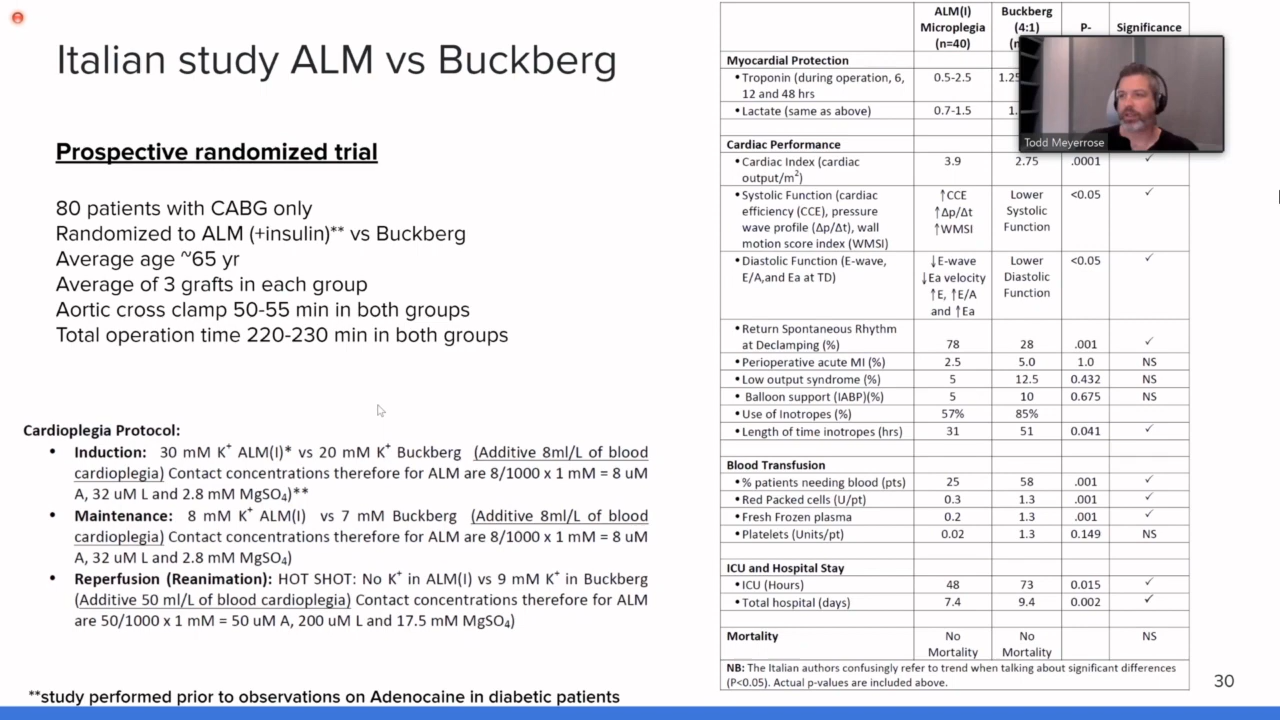 Italian study ALM vs Buckberg
Prospective randomized trial
80 patients with CABG only
Randomized to ALM (+insulin)** vs Buckberg
Average age ~65 yr
Average of 3 grafts in each group
Aortic cross clamp 50-55 min in both groups
Total operation time 220-230 min in both groups
Cardioplegia Protocol:
• Induction: 30 mM K+ ALM(I)* vs 20 mM K+ Buckberg (Additive 8ml/L of blood
cardioplegia) Contact concentrations therefore for ALM are 8/1000 x 1 mM = 8 uM
A, 32 uM L and 2.8 mM MgSO₄)**
• Maintenance: 8 mM K+ ALM(I) vs 7 mM Buckberg (Additive 8ml/L of blood
cardioplegia) Contact concentrations therefore for ALM are 8/1000 x 1 mM = 8 uM
A, 32 uM L and 2.8 mM MgSO₄)
• Reperfusion (Reanimation): HOT SHOT: No K+ in ALM(I) vs 9 mM K+ in Buckberg
(Additive 50 ml/L of blood cardioplegia) Contact concentrations therefore for ALM
are 50/1000 x 1 mM = 50 uM A, 200 uM L and 17.5 mM MgSO₄)
**study performed prior to observations on Adenocaine in diabetic patients
ALM(I) Buckberg
Microplegia (4:1) P- Significance
(n=40)
Myocardial Protection
• Troponin (during operation, 6, 0.5-2.5
12 and 48 hrs
• Lactate (same as above) 0.7-1.5
Todd Meyerrose
Cardiac Performance
• Cardiac Index (cardiac 3.9 2.75 .0001 ✓
output/m²)
• Systolic Function (cardiac ↑CCE Lower <0.05 ✓
efficiency (CCE), pressure ↑Δp/Δt Systolic
wave profile (Δp/Δt), wall ↑WMSI Function
motion score index (WMSI)
• Diastolic Function (E-wave, ↓E-wave Lower <0.05 ✓
E/A,and Ea at TD) ↓Ea velocity Diastolic
↑E, ↑E/A Function
and ↑Ea
• Return Spontaneous Rhythm
at Declamping (%) 78 28 .001 ✓
• Perioperative acute MI (%) 2.5 5.0 1.0 NS
• Low output syndrome (%) 5 12.5 0.432 NS
• Balloon support (IABP)(%) 5 10 0.675 NS
• Use of Inotropes (%) 57% 85%
• Length of time inotropes (hrs) 31 51 0.041 ✓
Blood Transfusion
• % patients needing blood (pts) 25 58 .001 ✓
• Red Packed cells (U/pt) 0.3 1.3 .001 ✓
• Fresh Frozen plasma 0.2 1.3 .001 ✓
• Platelets (Units/pt) 0.02 1.3 0.149 NS
ICU and Hospital Stay
• ICU (Hours) 48 73 0.015 ✓
• Total hospital (days) 7.4 9.4 0.002 ✓
Mortality No No NS
Mortality Mortality
NB: The Italian authors confusingly refer to trend when talking about significant differences
(P<0.05). Actual p-values are included above.
30